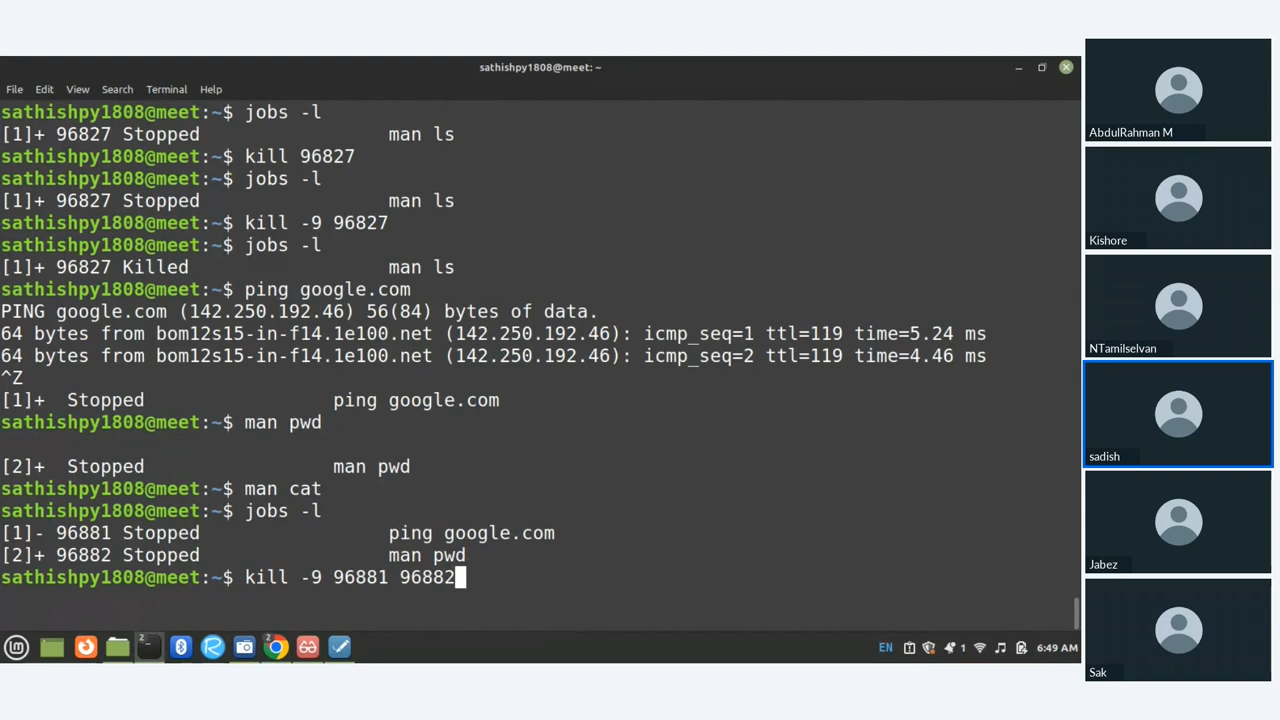 sathishpy1808@meet: ~
File Edit View Search Terminal Help
sathishpy1808@meet:~$ jobs -l
[1]+ 96827 Stopped                 man ls
sathishpy1808@meet:~$ kill 96827
sathishpy1808@meet:~$ jobs -l
[1]+ 96827 Stopped                 man ls
sathishpy1808@meet:~$ kill -9 96827
sathishpy1808@meet:~$ jobs -l
[1]+ 96827 Killed                  man ls
sathishpy1808@meet:~$ ping google.com
PING google.com (142.250.192.46) 56(84) bytes of data.
64 bytes from bom12s15-in-f14.1e100.net (142.250.192.46): icmp_seq=1 ttl=119 time=5.24 ms
64 bytes from bom12s15-in-f14.1e100.net (142.250.192.46): icmp_seq=2 ttl=119 time=4.46 ms
^Z
[1]+  Stopped                 ping google.com
sathishpy1808@meet:~$ man pwd
[2]+  Stopped                 man pwd
sathishpy1808@meet:~$ man cat
sathishpy1808@meet:~$ jobs -l
[1]- 96881 Stopped                 ping google.com
[2]+ 96882 Stopped                 man pwd
sathishpy1808@meet:~$ kill -9 96881 96882
2 2 EN 1 6:49 AM
AbdulRahman M
Kishore
NTamilselvan
sadish
Jabez
Sak